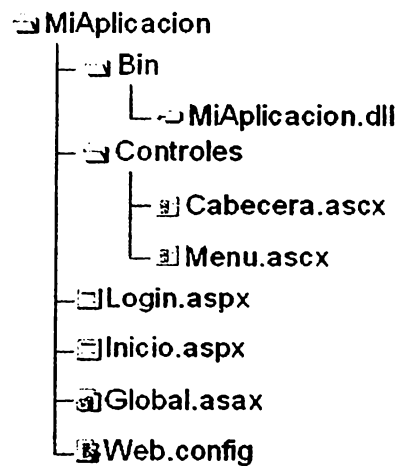 MiAplicacion
Bin
MiAplicacion.dll
Controles
Cabecera.ascx
Menu.ascx
Login.aspx
Inicio.aspx
Global.asax
Web.config